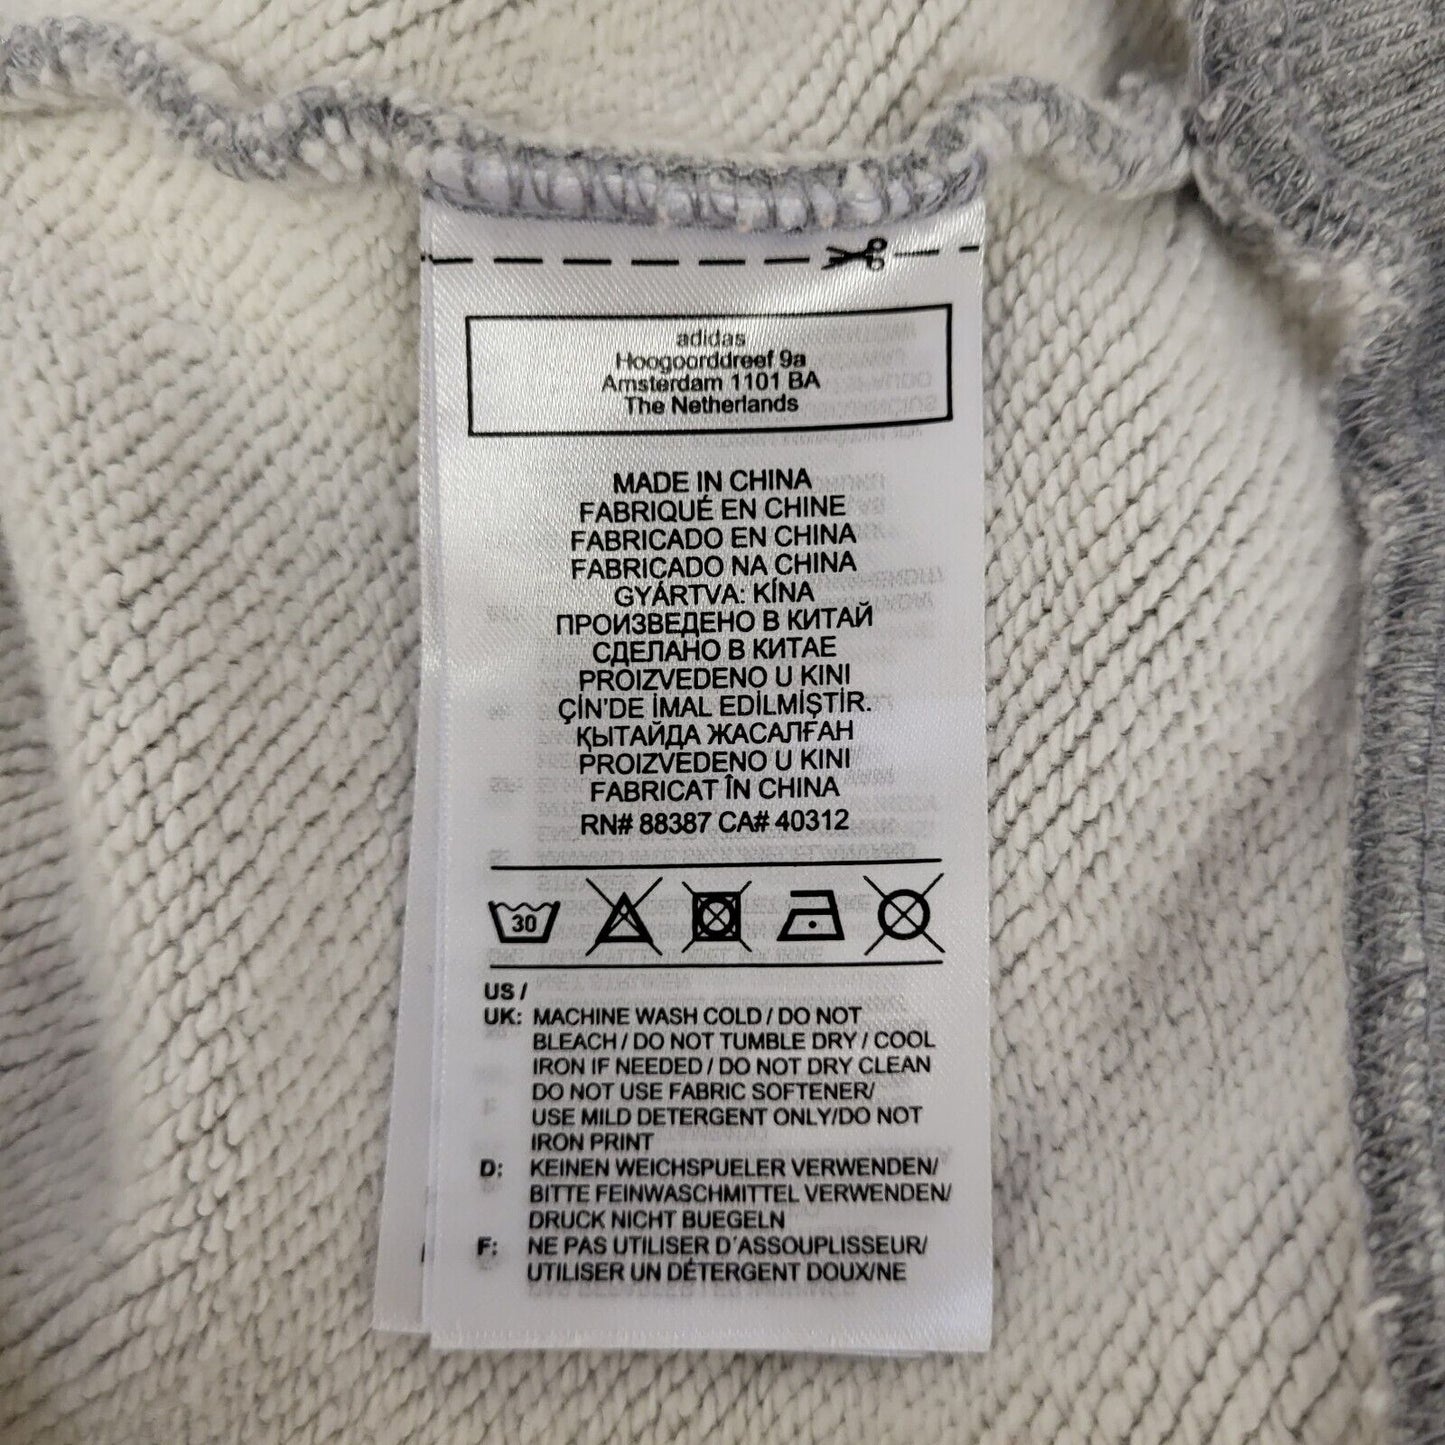 adidas
Hoogoorddreef 9a
Amsterdam 1101 BA
The Netherlands
MADE IN CHINA
FABRIQUÉ EN CHINE
FABRICADO EN CHINA
FABRICADO NA CHINA
GYÁRTVA: KÍNA
ПРОИЗВЕДЕНО В КИТАЙ
СДЕЛАНО В КИТАЕ
PROIZVEDENO U KINI
ÇİN'DE İMAL EDİLMİŞTİR.
ҚЫТАЙДА ЖАСАЛҒАН
PROIZVEDENO U KINI
FABRICAT ÎN CHINA
RN# 88387 CA# 40312
30
US /
UK: MACHINE WASH COLD / DO NOT
BLEACH / DO NOT TUMBLE DRY / COOL
IRON IF NEEDED / DO NOT DRY CLEAN
DO NOT USE FABRIC SOFTENER/
USE MILD DETERGENT ONLY/DO NOT
IRON PRINT
D: KEINEN WEICHSPUELER VERWENDEN/
BITTE FEINWASCHMITTEL VERWENDEN/
DRUCK NICHT BUEGELN
F: NE PAS UTILISER D´ASSOUPLISSEUR/
UTILISER UN DÉTERGENT DOUX/NE